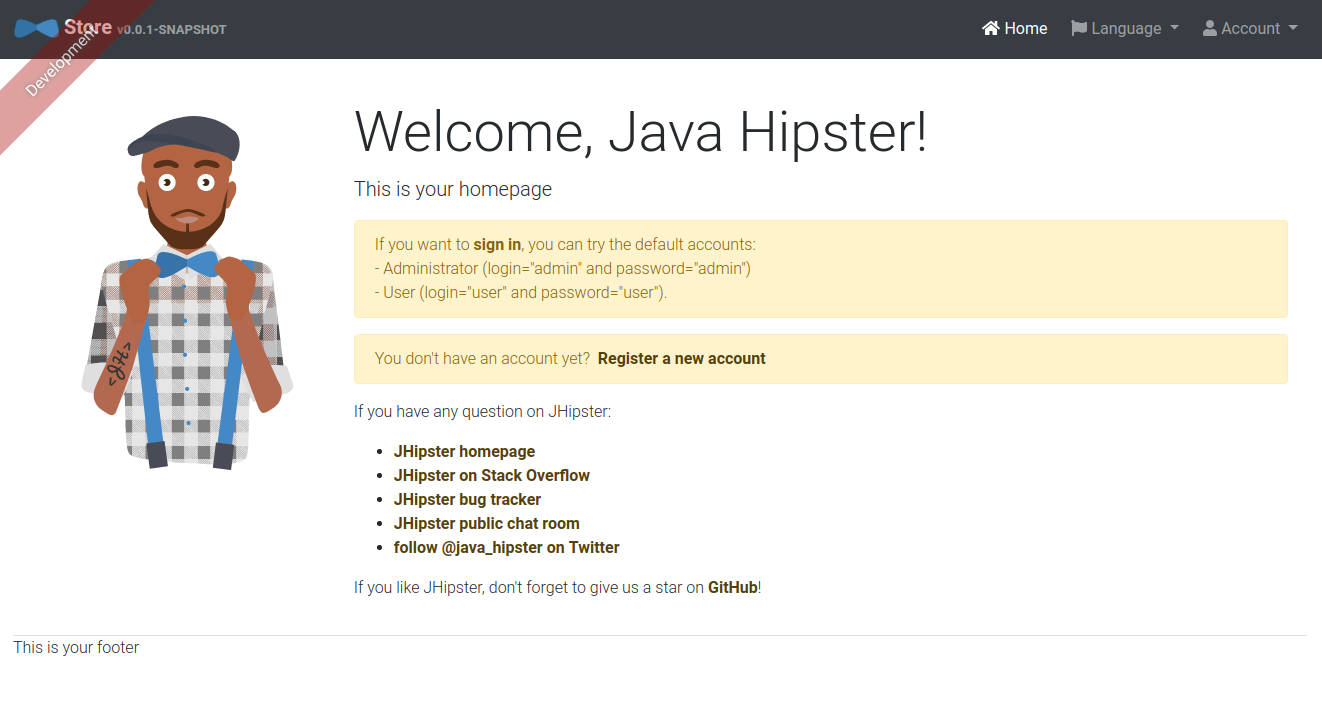 Store v0.0.1-SNAPSHOT
Home
Language
Account
Development
Welcome, Java Hipster!
This is your homepage
If you want to sign in, you can try the default accounts:
- Administrator (login="admin" and password="admin")
- User (login="user" and password="user").
You don't have an account yet? Register a new account
<JH>
If you have any question on JHipster:
JHipster homepage
JHipster on Stack Overflow
JHipster bug tracker
JHipster public chat room
follow @java_hipster on Twitter
If you like JHipster, don't forget to give us a star on GitHub!
This is your footer